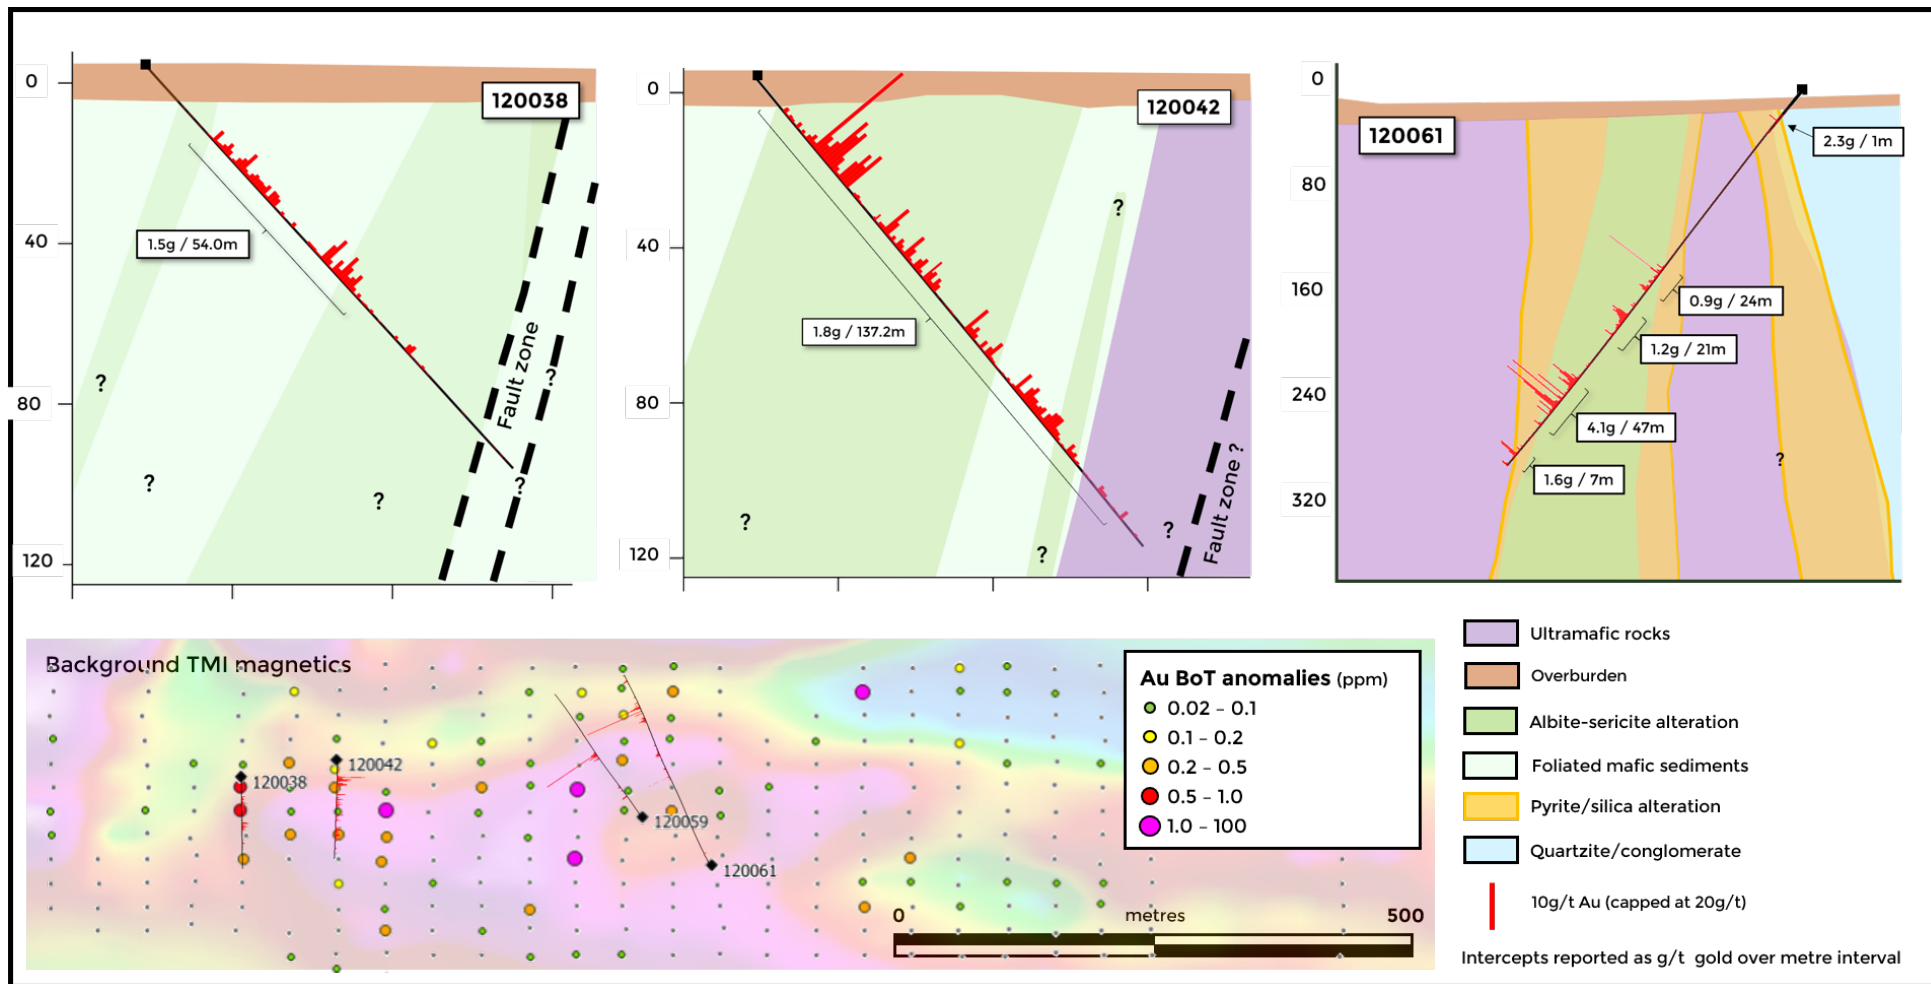 0
40
80
120
120038
1.5g / 54.0m
?
?
?
Fault zone
?
?
0
40
80
120
120042
1.8g / 137.2m
?
?
?
?
Fault zone ?
0
80
160
240
320
120061
2.3g / 1m
0.9g / 24m
1.2g / 21m
4.1g / 47m
1.6g / 7m
?
Background TMI magnetics
120038
120042
120059
120061
Au BoT anomalies (ppm)
0.02 - 0.1
0.1 - 0.2
0.2 - 0.5
0.5 - 1.0
1.0 - 100
0 metres 500
Ultramafic rocks
Overburden
Albite-sericite alteration
Foliated mafic sediments
Pyrite/silica alteration
Quartzite/conglomerate
10g/t Au (capped at 20g/t)
Intercepts reported as g/t gold over metre interval